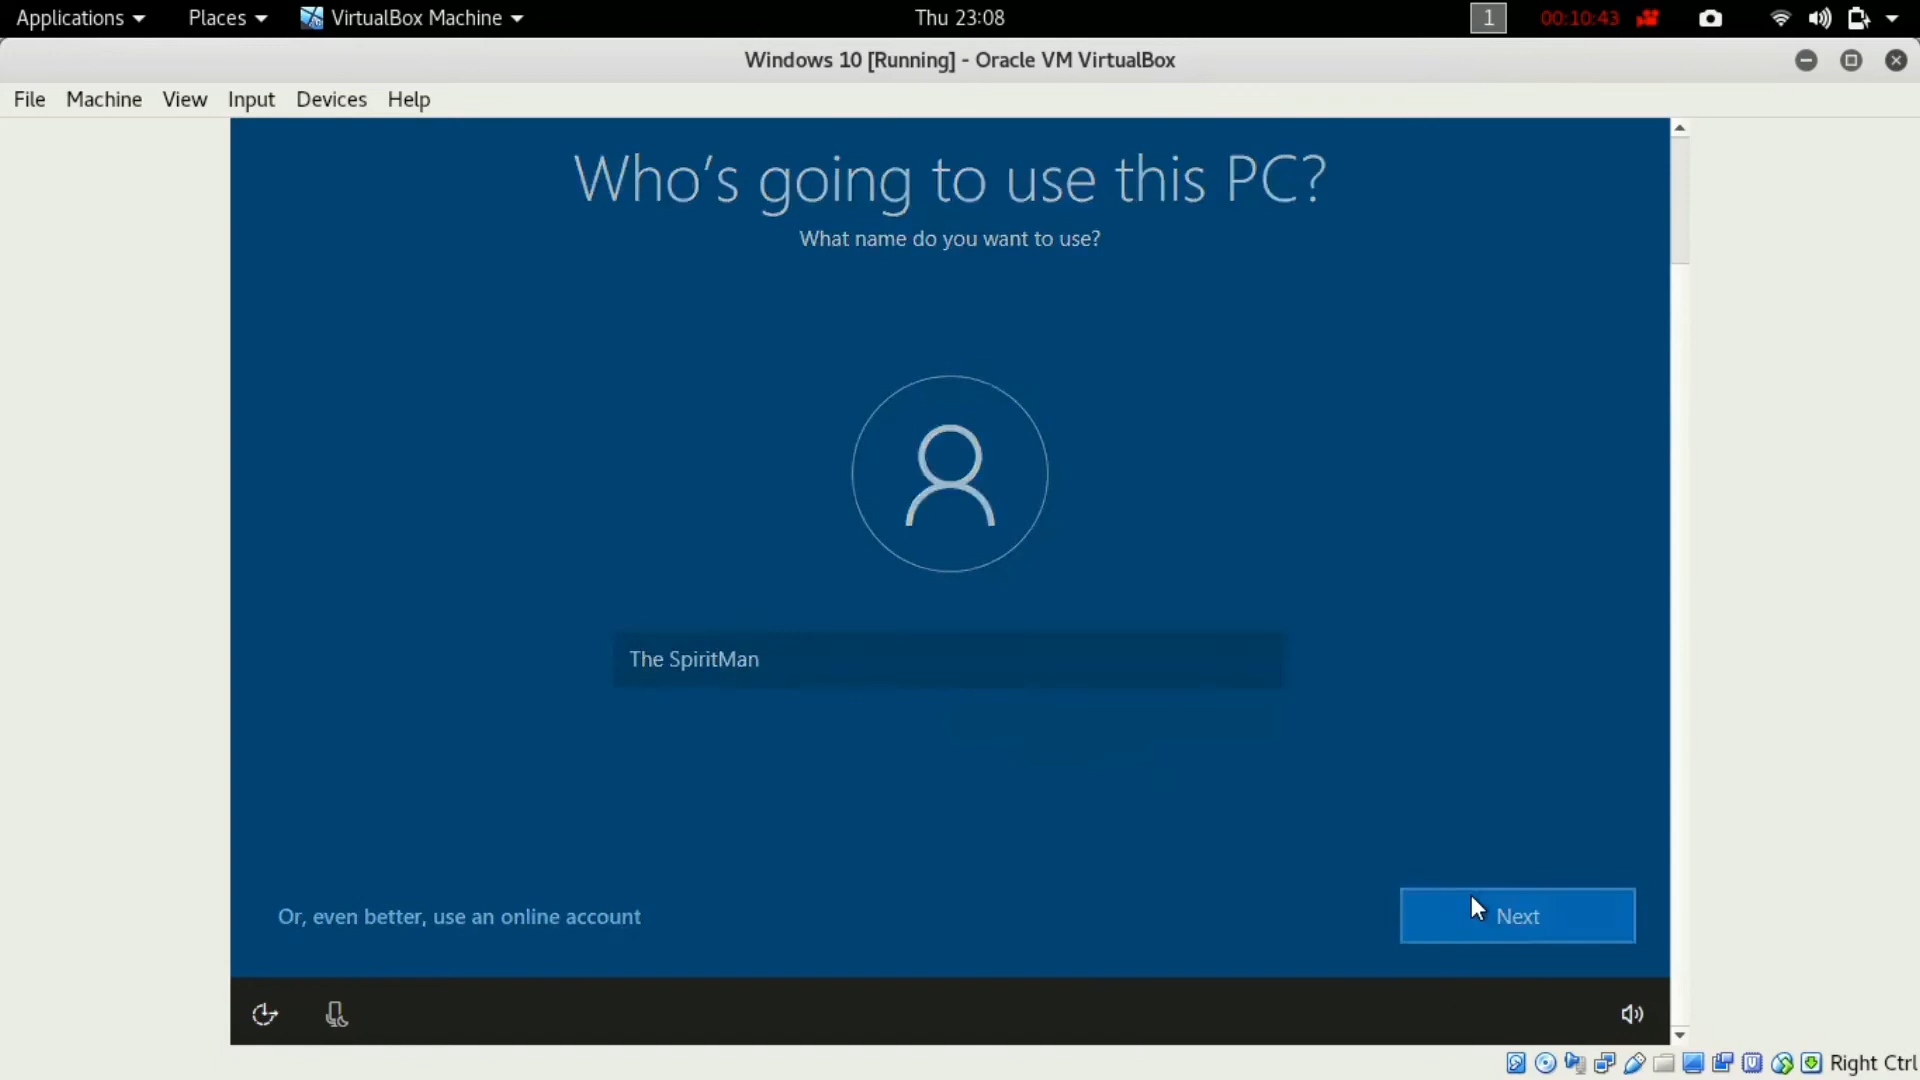 Applications Places VirtualBox Machine Thu 23:08 1 00:10:43
Windows 10 [Running] - Oracle VM VirtualBox
File Machine View Input Devices Help
Who's going to use this PC?
What name do you want to use?
The SpiritMan
Or, even better, use an online account
Next
Right Ctrl